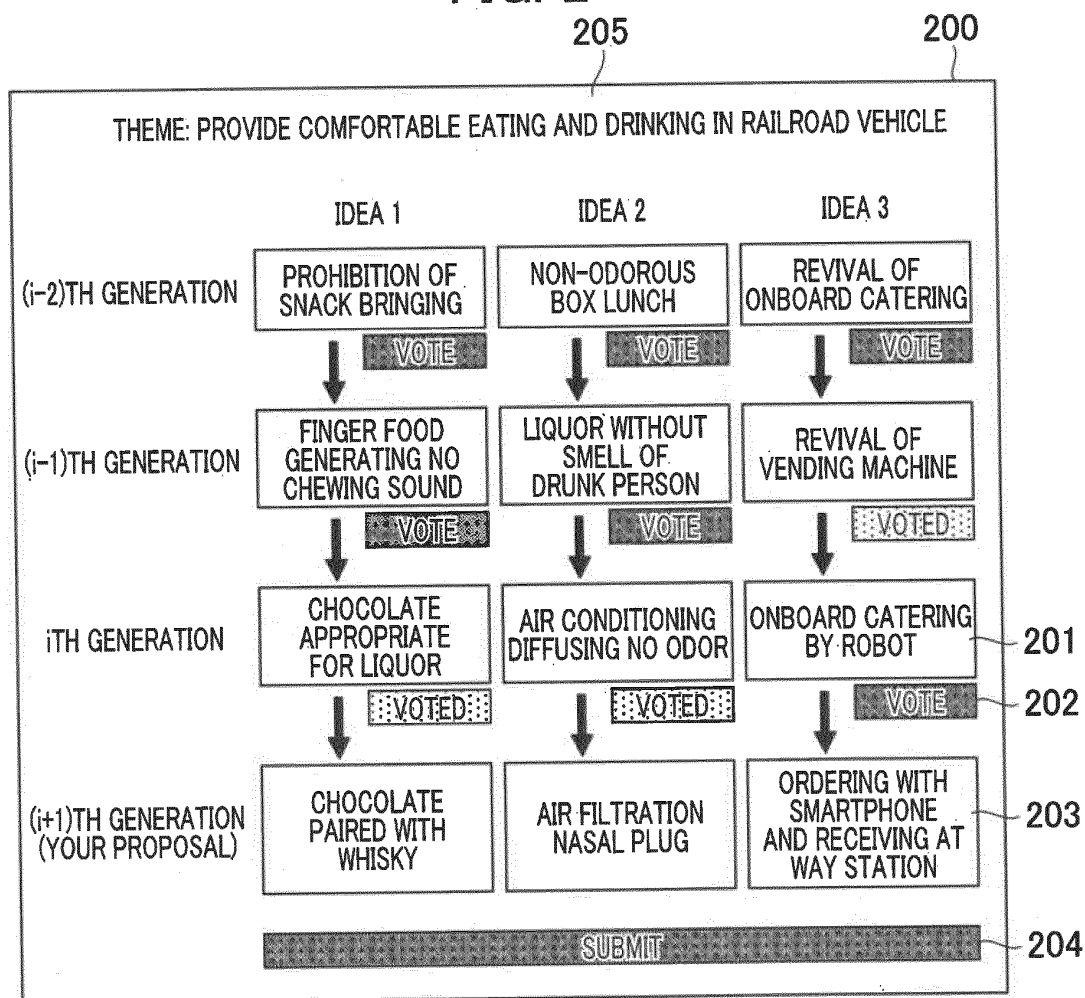 205
200
THEME: PROVIDE COMFORTABLE EATING AND DRINKING IN RAILROAD VEHICLE
IDEA 1
IDEA 2
IDEA 3
(i-2)TH GENERATION
PROHIBITION OF
SNACK BRINGING
NON-ODOROUS
BOX LUNCH
REVIVAL OF
ONBOARD CATERING
VOTE
VOTE
VOTE
(i-1)TH GENERATION
FINGER FOOD
GENERATING NO
CHEWING SOUND
LIQUOR WITHOUT
SMELL OF
DRUNK PERSON
REVIVAL OF
VENDING MACHINE
VOTE
VOTE
VOTED
iTH GENERATION
CHOCOLATE
APPROPRIATE
FOR LIQUOR
AIR CONDITIONING
DIFFUSING NO ODOR
ONBOARD CATERING
BY ROBOT
201
VOTED
VOTED
VOTE
202
(i+1)TH GENERATION
(YOUR PROPOSAL)
CHOCOLATE
PAIRED WITH
WHISKY
AIR FILTRATION
NASAL PLUG
ORDERING WITH
SMARTPHONE
AND RECEIVING AT
WAY STATION
203
SUBMIT
204